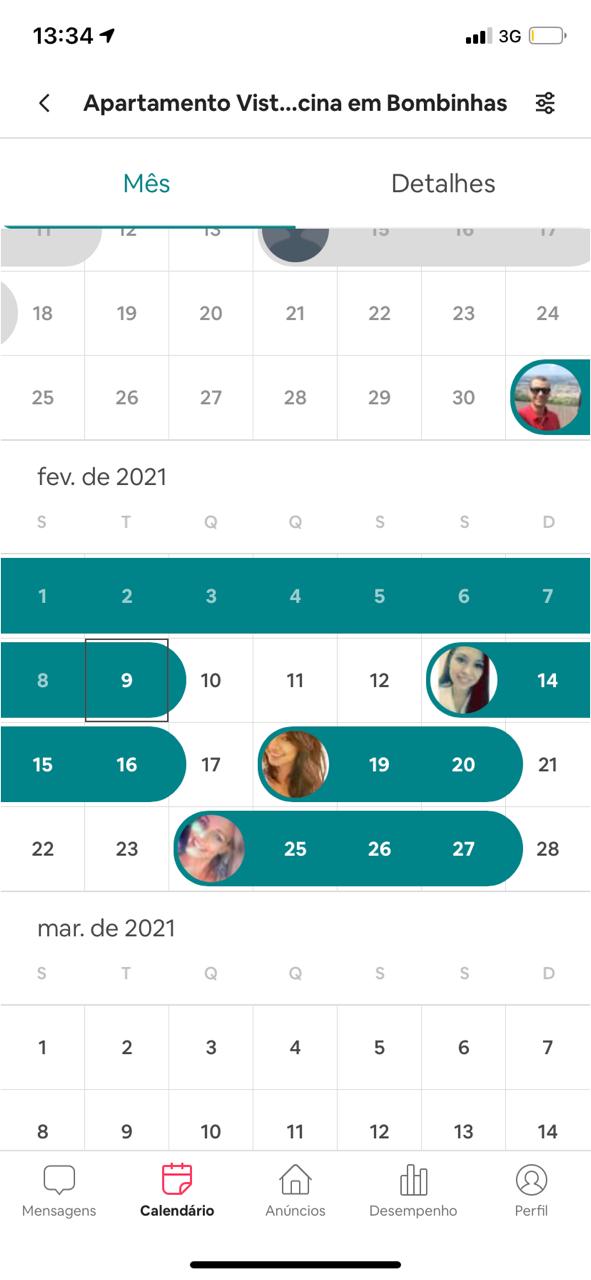 13:34 3G
Apartamento Vist...cina em Bombinhas
Mês Detalhes
11 12 13 15 16 17
18 19 20 21 22 23 24
25 26 27 28 29 30
fev. de 2021
S T Q Q S S D
1 2 3 4 5 6 7
8 9 10 11 12 14
15 16 17 19 20 21
22 23 25 26 27 28
mar. de 2021
S T Q Q S S D
1 2 3 4 5 6 7
8 9 10 11 12 13 14
Mensagens Calendário Anúncios Desempenho Perfil